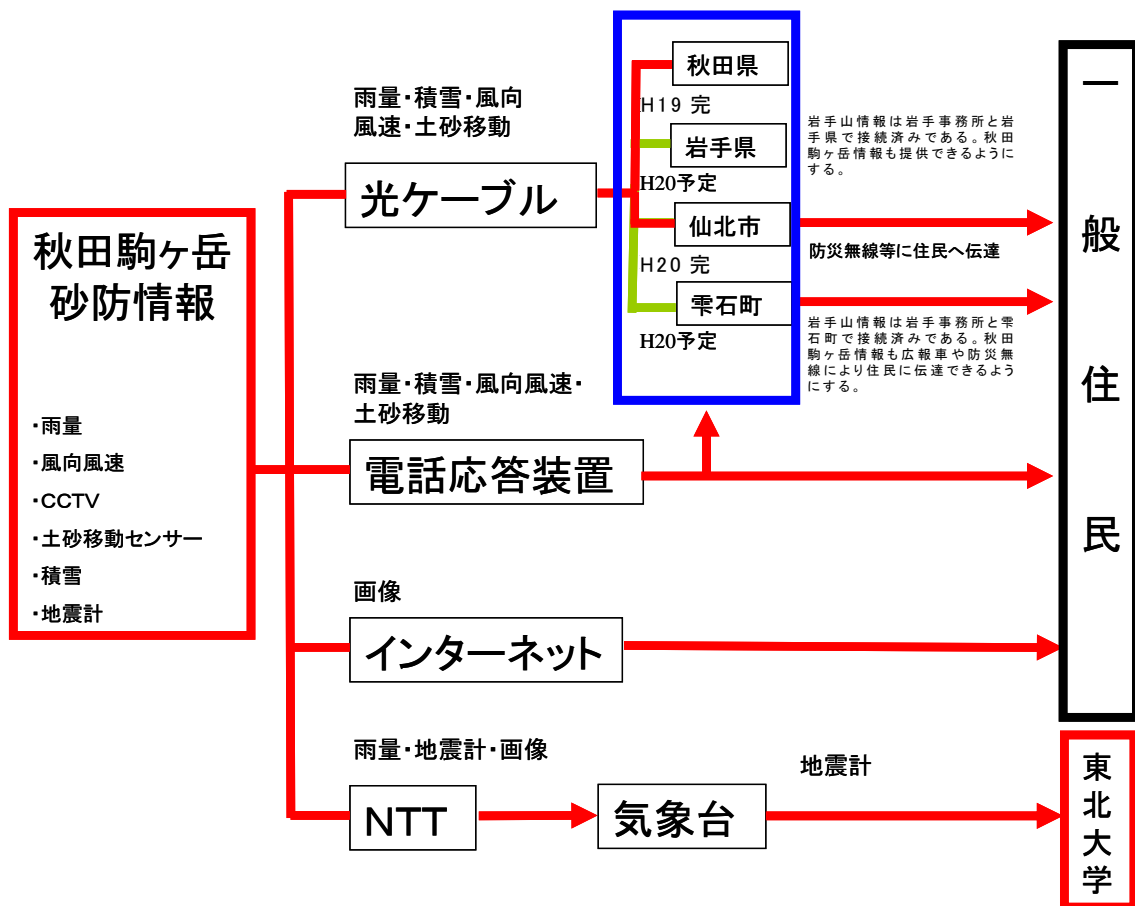 秋田駒ヶ岳
砂防情報
・雨量
・風向風速
・CCTV
・土砂移動センサー
・積雪
・地震計
雨量・積雪・風向
風速・土砂移動
光ケーブル
秋田県
H19 完
岩手県
H20予定
仙北市
H20 完
雫石町
H20予定
岩手山情報は岩手事務所と岩
手県で接続済みである。秋田
駒ヶ岳情報も提供できるように
する。
防災無線等に住民へ伝達
岩手山情報は岩手事務所と雫
石町で接続済みである。秋田
駒ヶ岳情報も広報車や防災無
線により住民に伝達できるよう
にする。
雨量・積雪・風向風速・
土砂移動
電話応答装置
画像
インターネット
雨量・地震計・画像
NTT
気象台
地震計
一般住民
東北大学